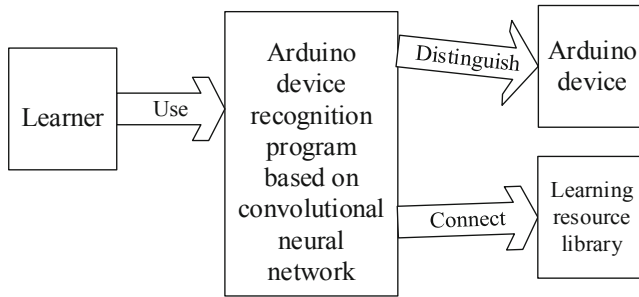 Learner
Use
Arduino
device
recognition
program
based on
convolutional
neural
network
Distinguish
Arduino
device
Connect
Learning
resource
library